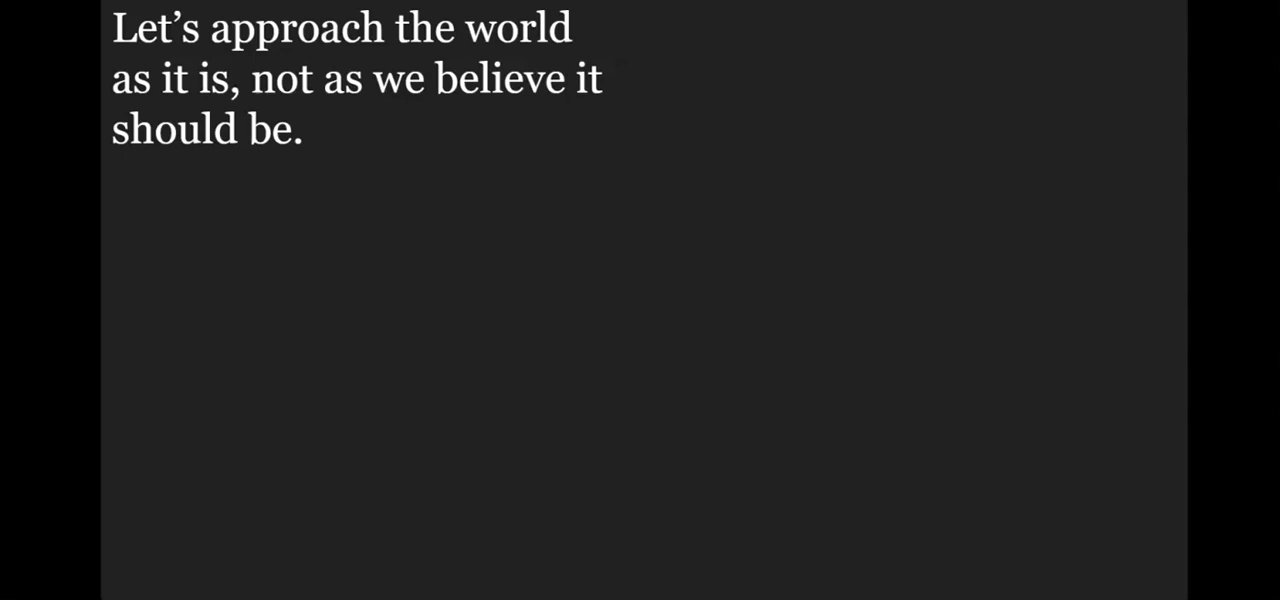 Let’s approach the world
as it is, not as we believe it
should be.